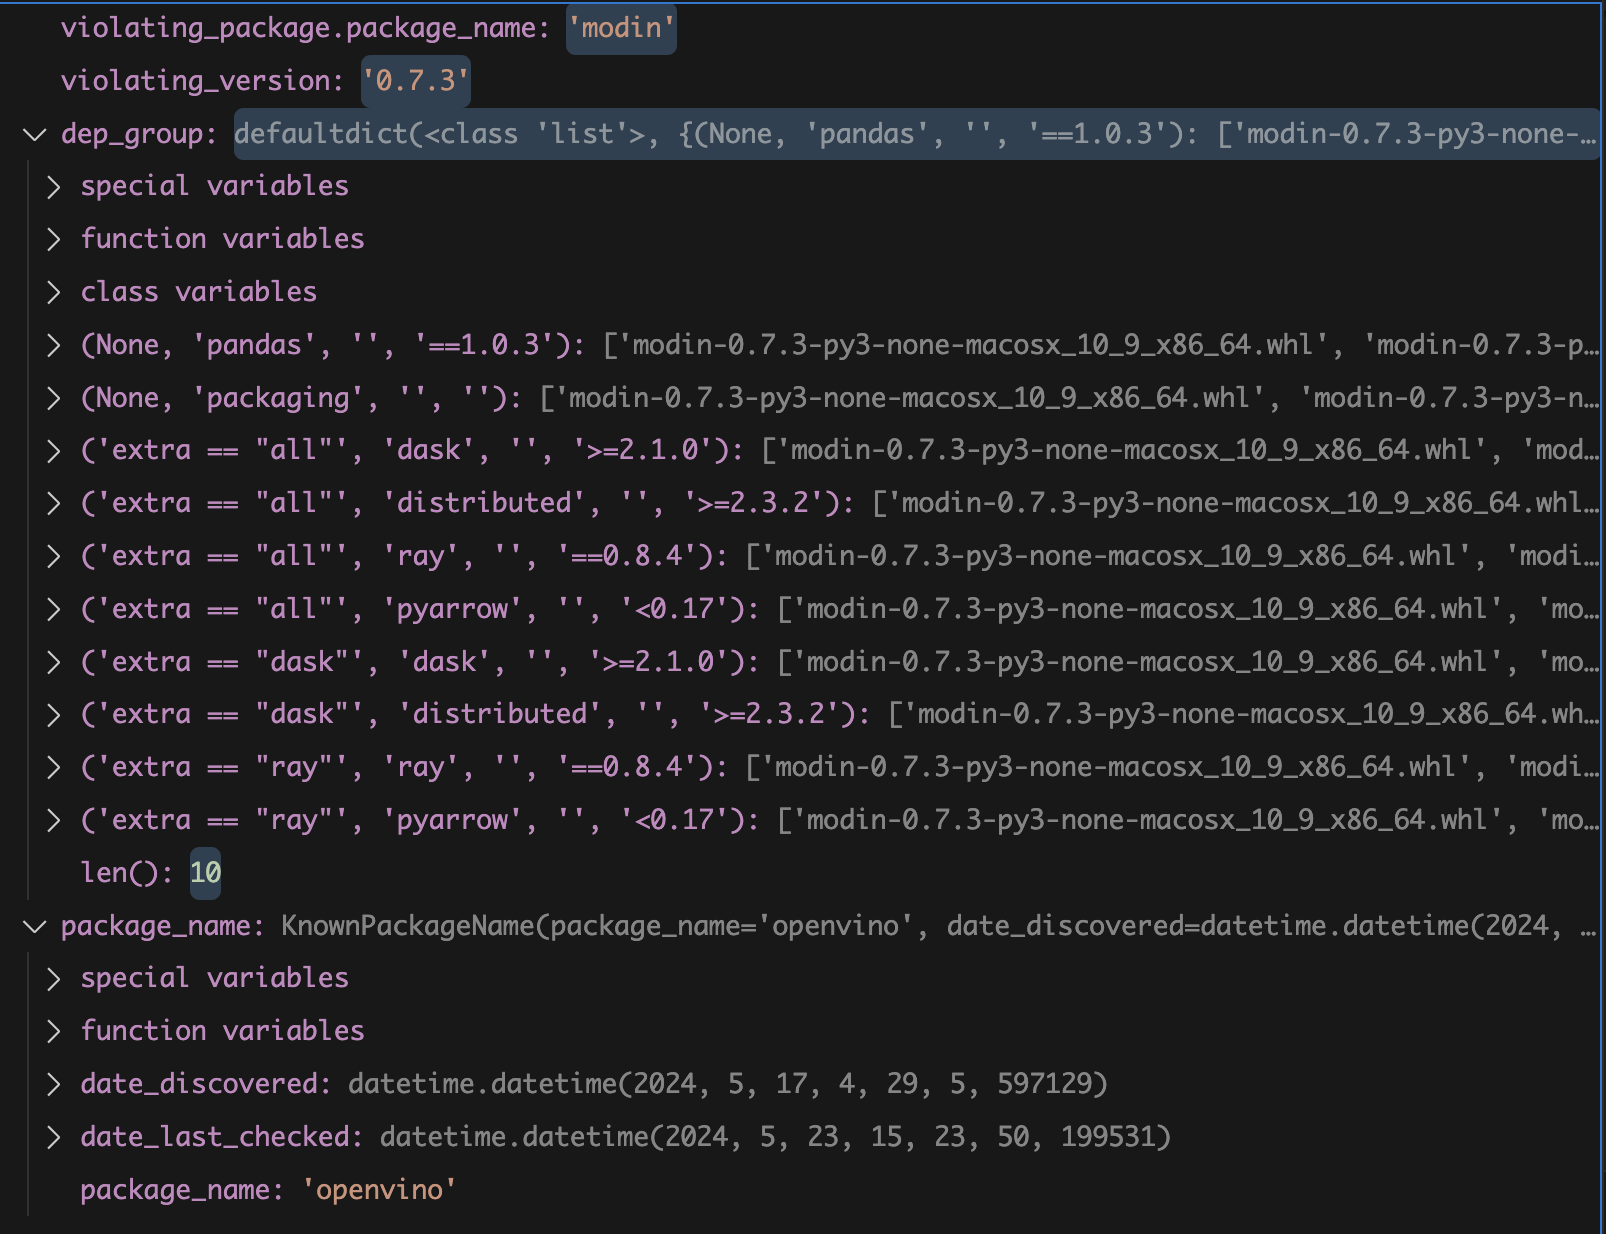 violating_package.package_name: 'modin'
violating_version: '0.7.3'
dep_group: defaultdict(<class 'list'>, {(None, 'pandas', '', '==1.0.3'): ['modin-0.7.3-py3-none-…
special variables
function variables
class variables
(None, 'pandas', '', '==1.0.3'): ['modin-0.7.3-py3-none-macosx_10_9_x86_64.whl', 'modin-0.7.3-p…
(None, 'packaging', '', ''): ['modin-0.7.3-py3-none-macosx_10_9_x86_64.whl', 'modin-0.7.3-py3-n…
('extra == "all"', 'dask', '', '>=2.1.0'): ['modin-0.7.3-py3-none-macosx_10_9_x86_64.whl', 'mod…
('extra == "all"', 'distributed', '', '>=2.3.2'): ['modin-0.7.3-py3-none-macosx_10_9_x86_64.whl…
('extra == "all"', 'ray', '', '==0.8.4'): ['modin-0.7.3-py3-none-macosx_10_9_x86_64.whl', 'modi…
('extra == "all"', 'pyarrow', '', '<0.17'): ['modin-0.7.3-py3-none-macosx_10_9_x86_64.whl', 'mo…
('extra == "dask"', 'dask', '', '>=2.1.0'): ['modin-0.7.3-py3-none-macosx_10_9_x86_64.whl', 'mo…
('extra == "dask"', 'distributed', '', '>=2.3.2'): ['modin-0.7.3-py3-none-macosx_10_9_x86_64.wh…
('extra == "ray"', 'ray', '', '==0.8.4'): ['modin-0.7.3-py3-none-macosx_10_9_x86_64.whl', 'modi…
('extra == "ray"', 'pyarrow', '', '<0.17'): ['modin-0.7.3-py3-none-macosx_10_9_x86_64.whl', 'mo…
len(): 10
package_name: KnownPackageName(package_name='openvino', date_discovered=datetime.datetime(2024, …
special variables
function variables
date_discovered: datetime.datetime(2024, 5, 17, 4, 29, 5, 597129)
date_last_checked: datetime.datetime(2024, 5, 23, 15, 23, 50, 199531)
package_name: 'openvino'